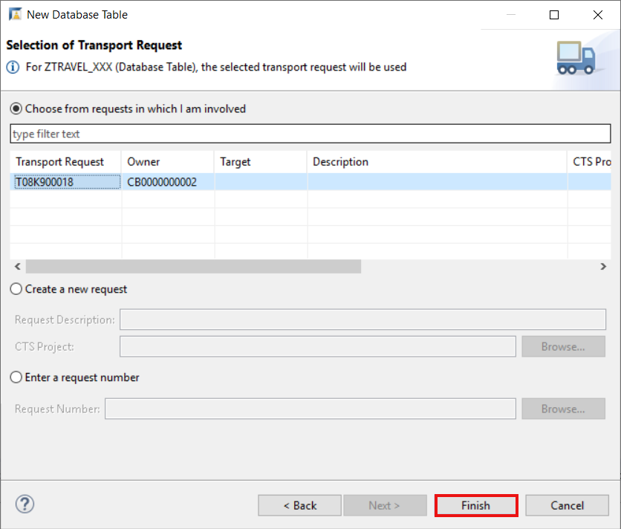 New Database Table
Selection of Transport Request
For ZTRAVEL_XXX (Database Table), the selected transport request will be used
Choose from requests in which I am involved
type filter text
Transport Request Owner Target Description CTS Pro
T08K900018 CB0000000002
Create a new request
Request Description:
CTS Project: Browse...
Enter a request number
Request Number: Browse...
? < Back Next > Finish Cancel